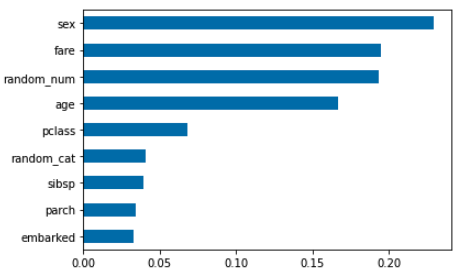 sex
fare
random_num
age
pclass
random_cat
sibsp
parch
embarked
0.00 0.05 0.10 0.15 0.20